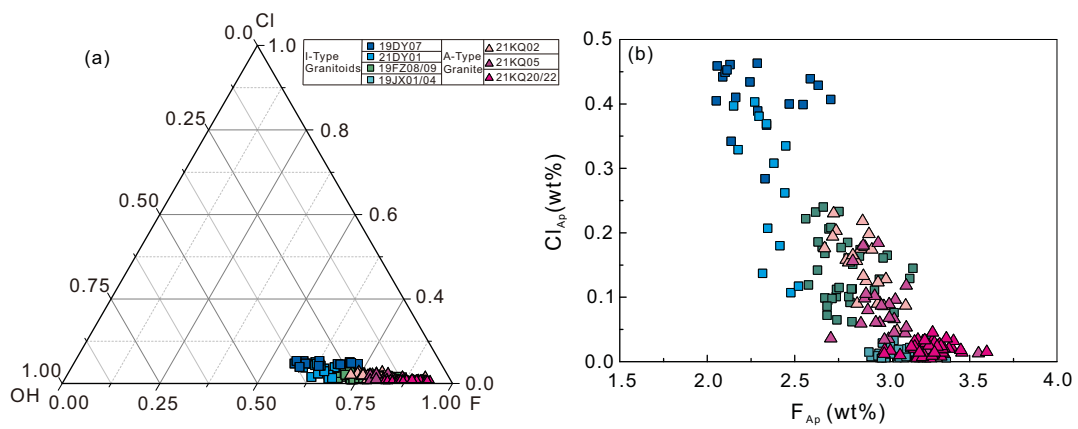 (a)
Cl
0.0
1.0
I-Type Granitoids
19DY07
21DY01
19FZ08/09
19JX01/04
A-Type Granite
21KQ02
21KQ05
21KQ20/22
0.25
0.8
0.50
0.6
0.75
0.4
1.00
0.0
OH
0.00
0.25
0.50
0.75
1.00
F
(b)
0.5
0.4
0.3
0.2
0.1
0.0
Cl_Ap (wt%)
1.5
2.0
2.5
3.0
3.5
4.0
F_Ap (wt%)